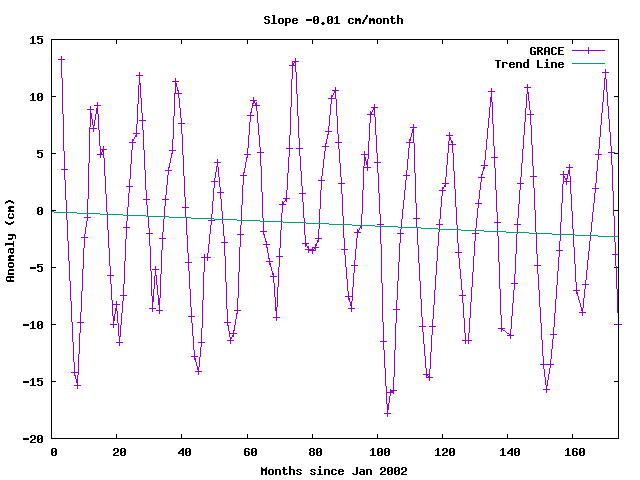 Slope -0.01 cm/month
GRACE
Trend Line
15
10
5
0
-5
-10
-15
-20
Anomaly (cm)
0 20 40 60 80 100 120 140 160
Months since Jan 2002